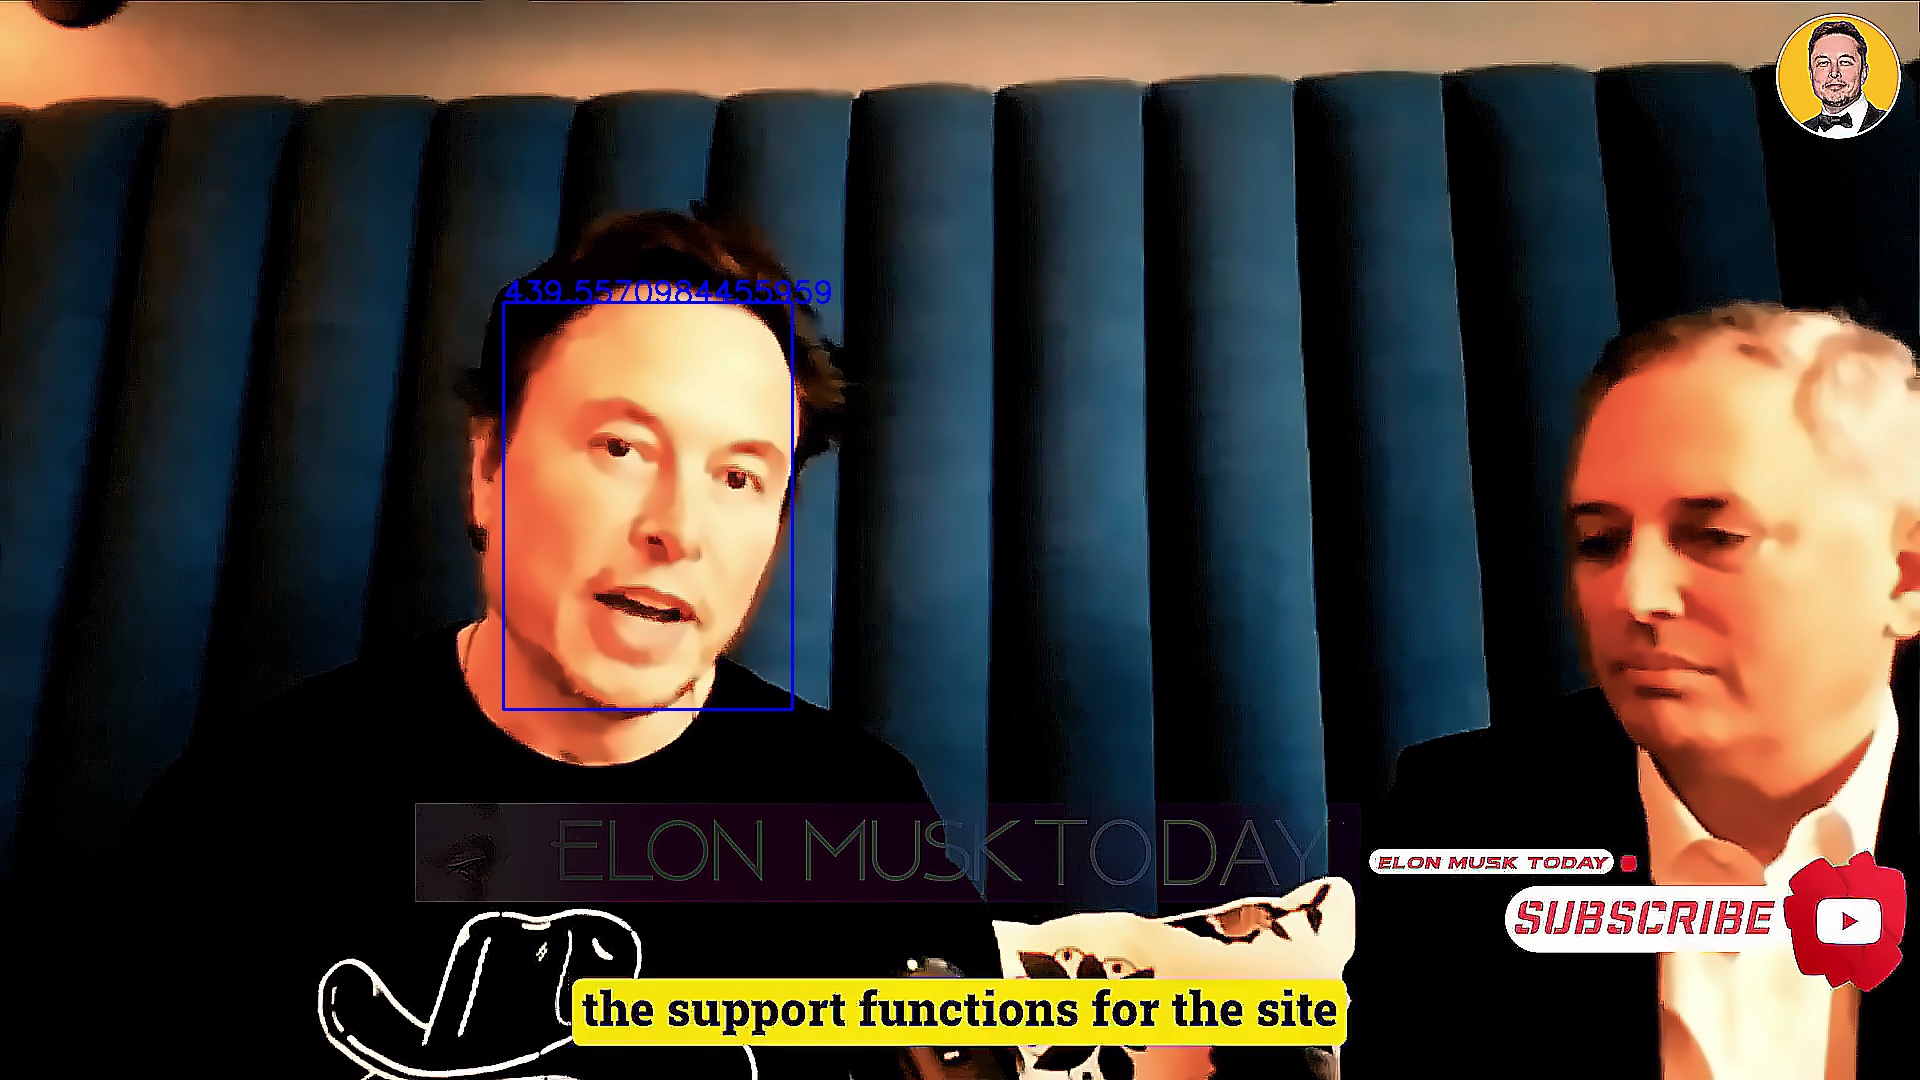 439.5570984455959
ELON MUSK TODAY
ELON MUSK TODAY
SUBSCRIBE
the support functions for the site